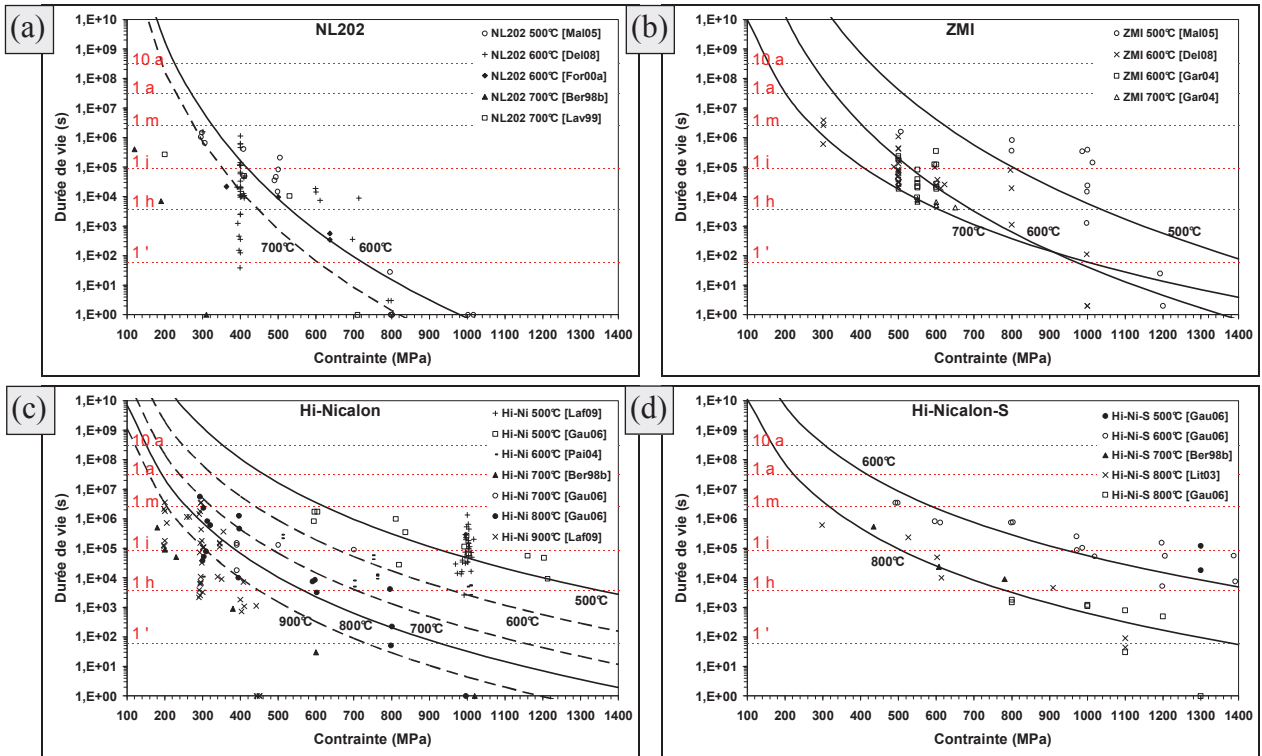 (a)
NL202
Durée de vie (s)
1,E+10
1,E+09
1,E+08
1,E+07
1,E+06
1,E+05
1,E+04
1,E+03
1,E+02
1,E+01
1,E+00
10 a
1 a
1 m
1 j
1 h
1 '
NL202 500°C [Mal05]
NL202 600°C [Del08]
NL202 600°C [For00a]
NL202 700°C [Ber98b]
NL202 700°C [Lav99]
700°C
600°C
100 200 300 400 500 600 700 800 900 1000 1100 1200 1300 1400
Contrainte (MPa)
(b)
ZMI
Durée de vie (s)
1,E+10
1,E+09
1,E+08
1,E+07
1,E+06
1,E+05
1,E+04
1,E+03
1,E+02
1,E+01
1,E+00
10 a
1 a
1 m
1 j
1 h
1 '
ZMI 500°C [Mal05]
ZMI 600°C [Del08]
ZMI 600°C [Gar04]
ZMI 700°C [Gar04]
500°C
700°C
600°C
100 200 300 400 500 600 700 800 900 1000 1100 1200 1300 1400
Contrainte (MPa)
(c)
Hi-Nicalon
Durée de vie (s)
1,E+10
1,E+09
1,E+08
1,E+07
1,E+06
1,E+05
1,E+04
1,E+03
1,E+02
1,E+01
1,E+00
10 a
1 a
1 m
1 j
1 h
1 '
Hi-Ni 500°C [Laf09]
Hi-Ni 500°C [Gau06]
Hi-Ni 600°C [Pai04]
Hi-Ni 700°C [Ber98b]
Hi-Ni 700°C [Gau06]
Hi-Ni 800°C [Gau06]
Hi-Ni 900°C [Laf09]
500°C
600°C
900°C
800°C
700°C
100 200 300 400 500 600 700 800 900 1000 1100 1200 1300 1400
Contrainte (MPa)
(d)
Hi-Nicalon-S
Durée de vie (s)
1,E+10
1,E+09
1,E+08
1,E+07
1,E+06
1,E+05
1,E+04
1,E+03
1,E+02
1,E+01
1,E+00
10 a
1 a
1 m
1 j
1 h
1 '
Hi-Ni-S 500°C [Gau06]
Hi-Ni-S 600°C [Gau06]
Hi-Ni-S 700°C [Ber98b]
Hi-Ni-S 800°C [Lit03]
Hi-Ni-S 800°C [Gau06]
600°C
800°C
100 200 300 400 500 600 700 800 900 1000 1100 1200 1300 1400
Contrainte (MPa)